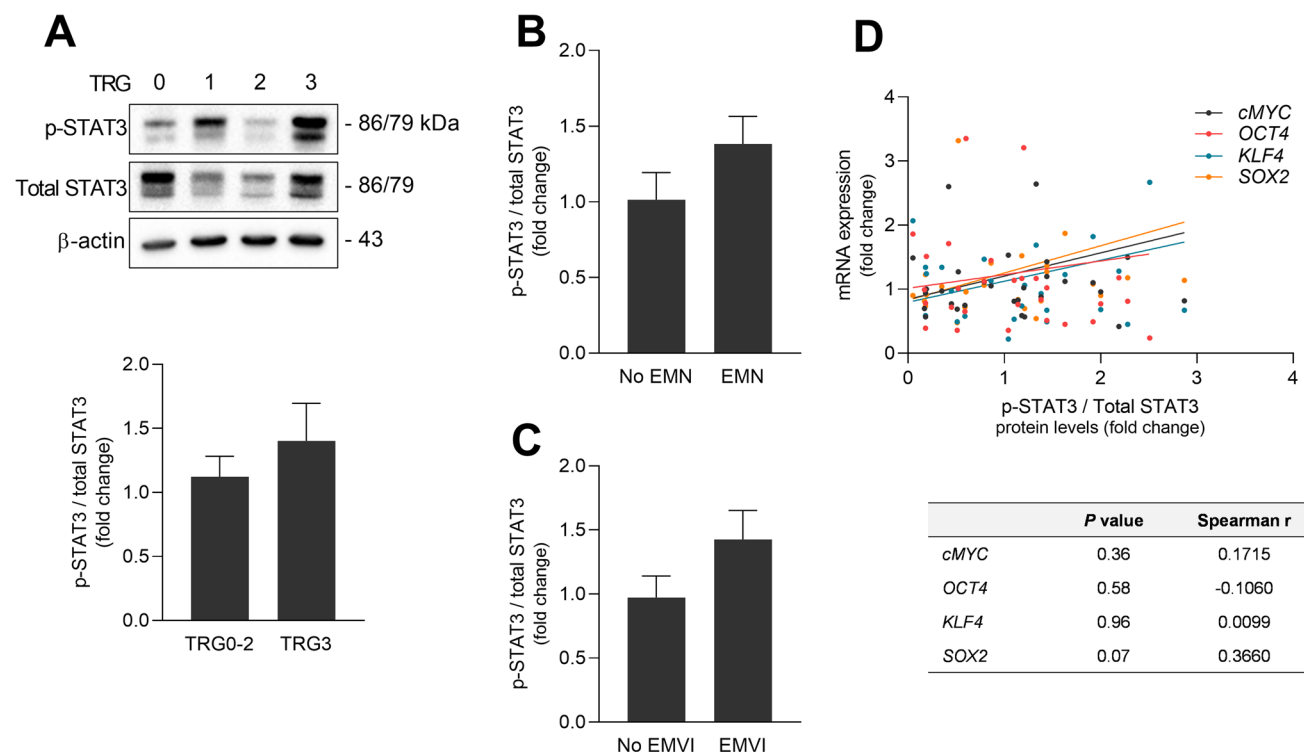 A
TRG 0 1 2 3
p-STAT3 - 86/79 kDa
Total STAT3 - 86/79
β-actin - 43
p-STAT3 / total STAT3
(fold change)
2.0
1.5
1.0
0.5
0.0
TRG0-2 TRG3
B
p-STAT3 / total STAT3
(fold change)
2.0
1.5
1.0
0.5
0.0
No EMN EMN
C
p-STAT3 / total STAT3
(fold change)
2.0
1.5
1.0
0.5
0.0
No EMVI EMVI
D
mRNA expression
(fold change)
4
3
2
1
0
cMYC
OCT4
KLF4
SOX2
0 1 2 3 4
p-STAT3 / Total STAT3
protein levels (fold change)
P value Spearman r
cMYC 0.36 0.1715
OCT4 0.58 -0.1060
KLF4 0.96 0.0099
SOX2 0.07 0.3660